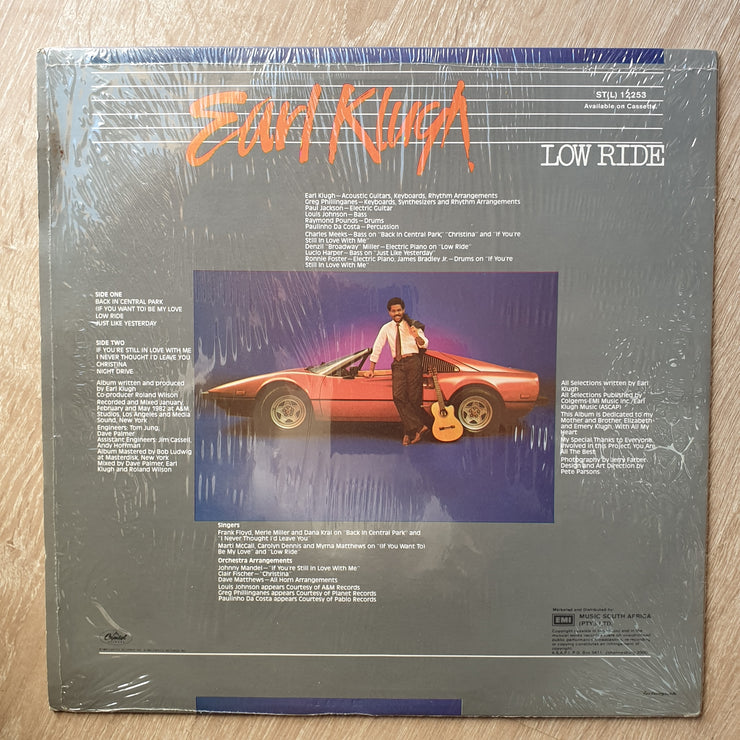 ST(L) 12253
Available on Cassette
Earl Klugh
LOW RIDE
Earl Klugh—Acoustic Guitars, Keyboards, Rhythm Arrangements
Greg Phillinganes—Keyboards, Synthesizers and Rhythm Arrangements
Paul Jackson—Electric Guitar
Louis Johnson—Bass
Raymond Pounds—Drums
Paulinho Da Costa—Percussion
Charles Meeks—Bass on "Back in Central Park," "Christina" and "If You're
Still In Love With Me"
Denzil "Broadway" Miller—Electric Piano on "Low Ride"
Lucio Harper—Bass on "Just Like Yesterday"
Ronnie Foster—Electric Piano, James Bradley Jr.—Drums on "If You're
Still In Love With Me"
SIDE ONE
BACK IN CENTRAL PARK
(IF YOU WANT TO) BE MY LOVE
LOW RIDE
JUST LIKE YESTERDAY
SIDE TWO
IF YOU'RE STILL IN LOVE WITH ME
I NEVER THOUGHT I'D LEAVE YOU
CHRISTINA
NIGHT DRIVE
Album written and produced
by Earl Klugh
Co-producer Roland Wilson
Recorded and Mixed January,
February and May 1982 at A&M
Studios, Los Angeles and Media
Sound, New York
Engineers: Tom Jung,
Dave Palmer
Assistant Engineers: Jim Cassell,
Andy Hoffman
Album Mastered by Bob Ludwig
at Masterdisk, New York
Mixed by Dave Palmer, Earl
Klugh and Roland Wilson
All Selections written by Earl
Klugh
All Selections Published by
Colgems-EMI Music Inc./Earl
Klugh Music (ASCAP)
This Album is Dedicated to my
Mother and Brother, Elizabeth
and Emery Klugh, With All My
Heart
My Special Thanks to Everyone
Involved in this Project. You Are
All The Best
Photography by Jerry Farber
Design and Art Direction by
Pete Parsons
Singers
Frank Floyd, Merle Miller and Dana Kral on "Back in Central Park" and
"I Never Thought I'd Leave You"
Marti McCall, Carolyn Dennis and Myrna Matthews on "(If You Want To)
Be My Love" and "Low Ride"
Orchestra Arrangements
Johnny Mandel—"If You're Still In Love With Me"
Clair Fischer—"Christina"
Dave Matthews—All Horn Arrangements
Louis Johnson appears Courtesy of A&M Records
Greg Phillinganes appears Courtesy of Planet Records
Paulinho Da Costa appears Courtesy of Pablo Records
Capitol
Marketed and Distributed by:
EMI MUSIC SOUTH AFRICA
(PTY) LTD.